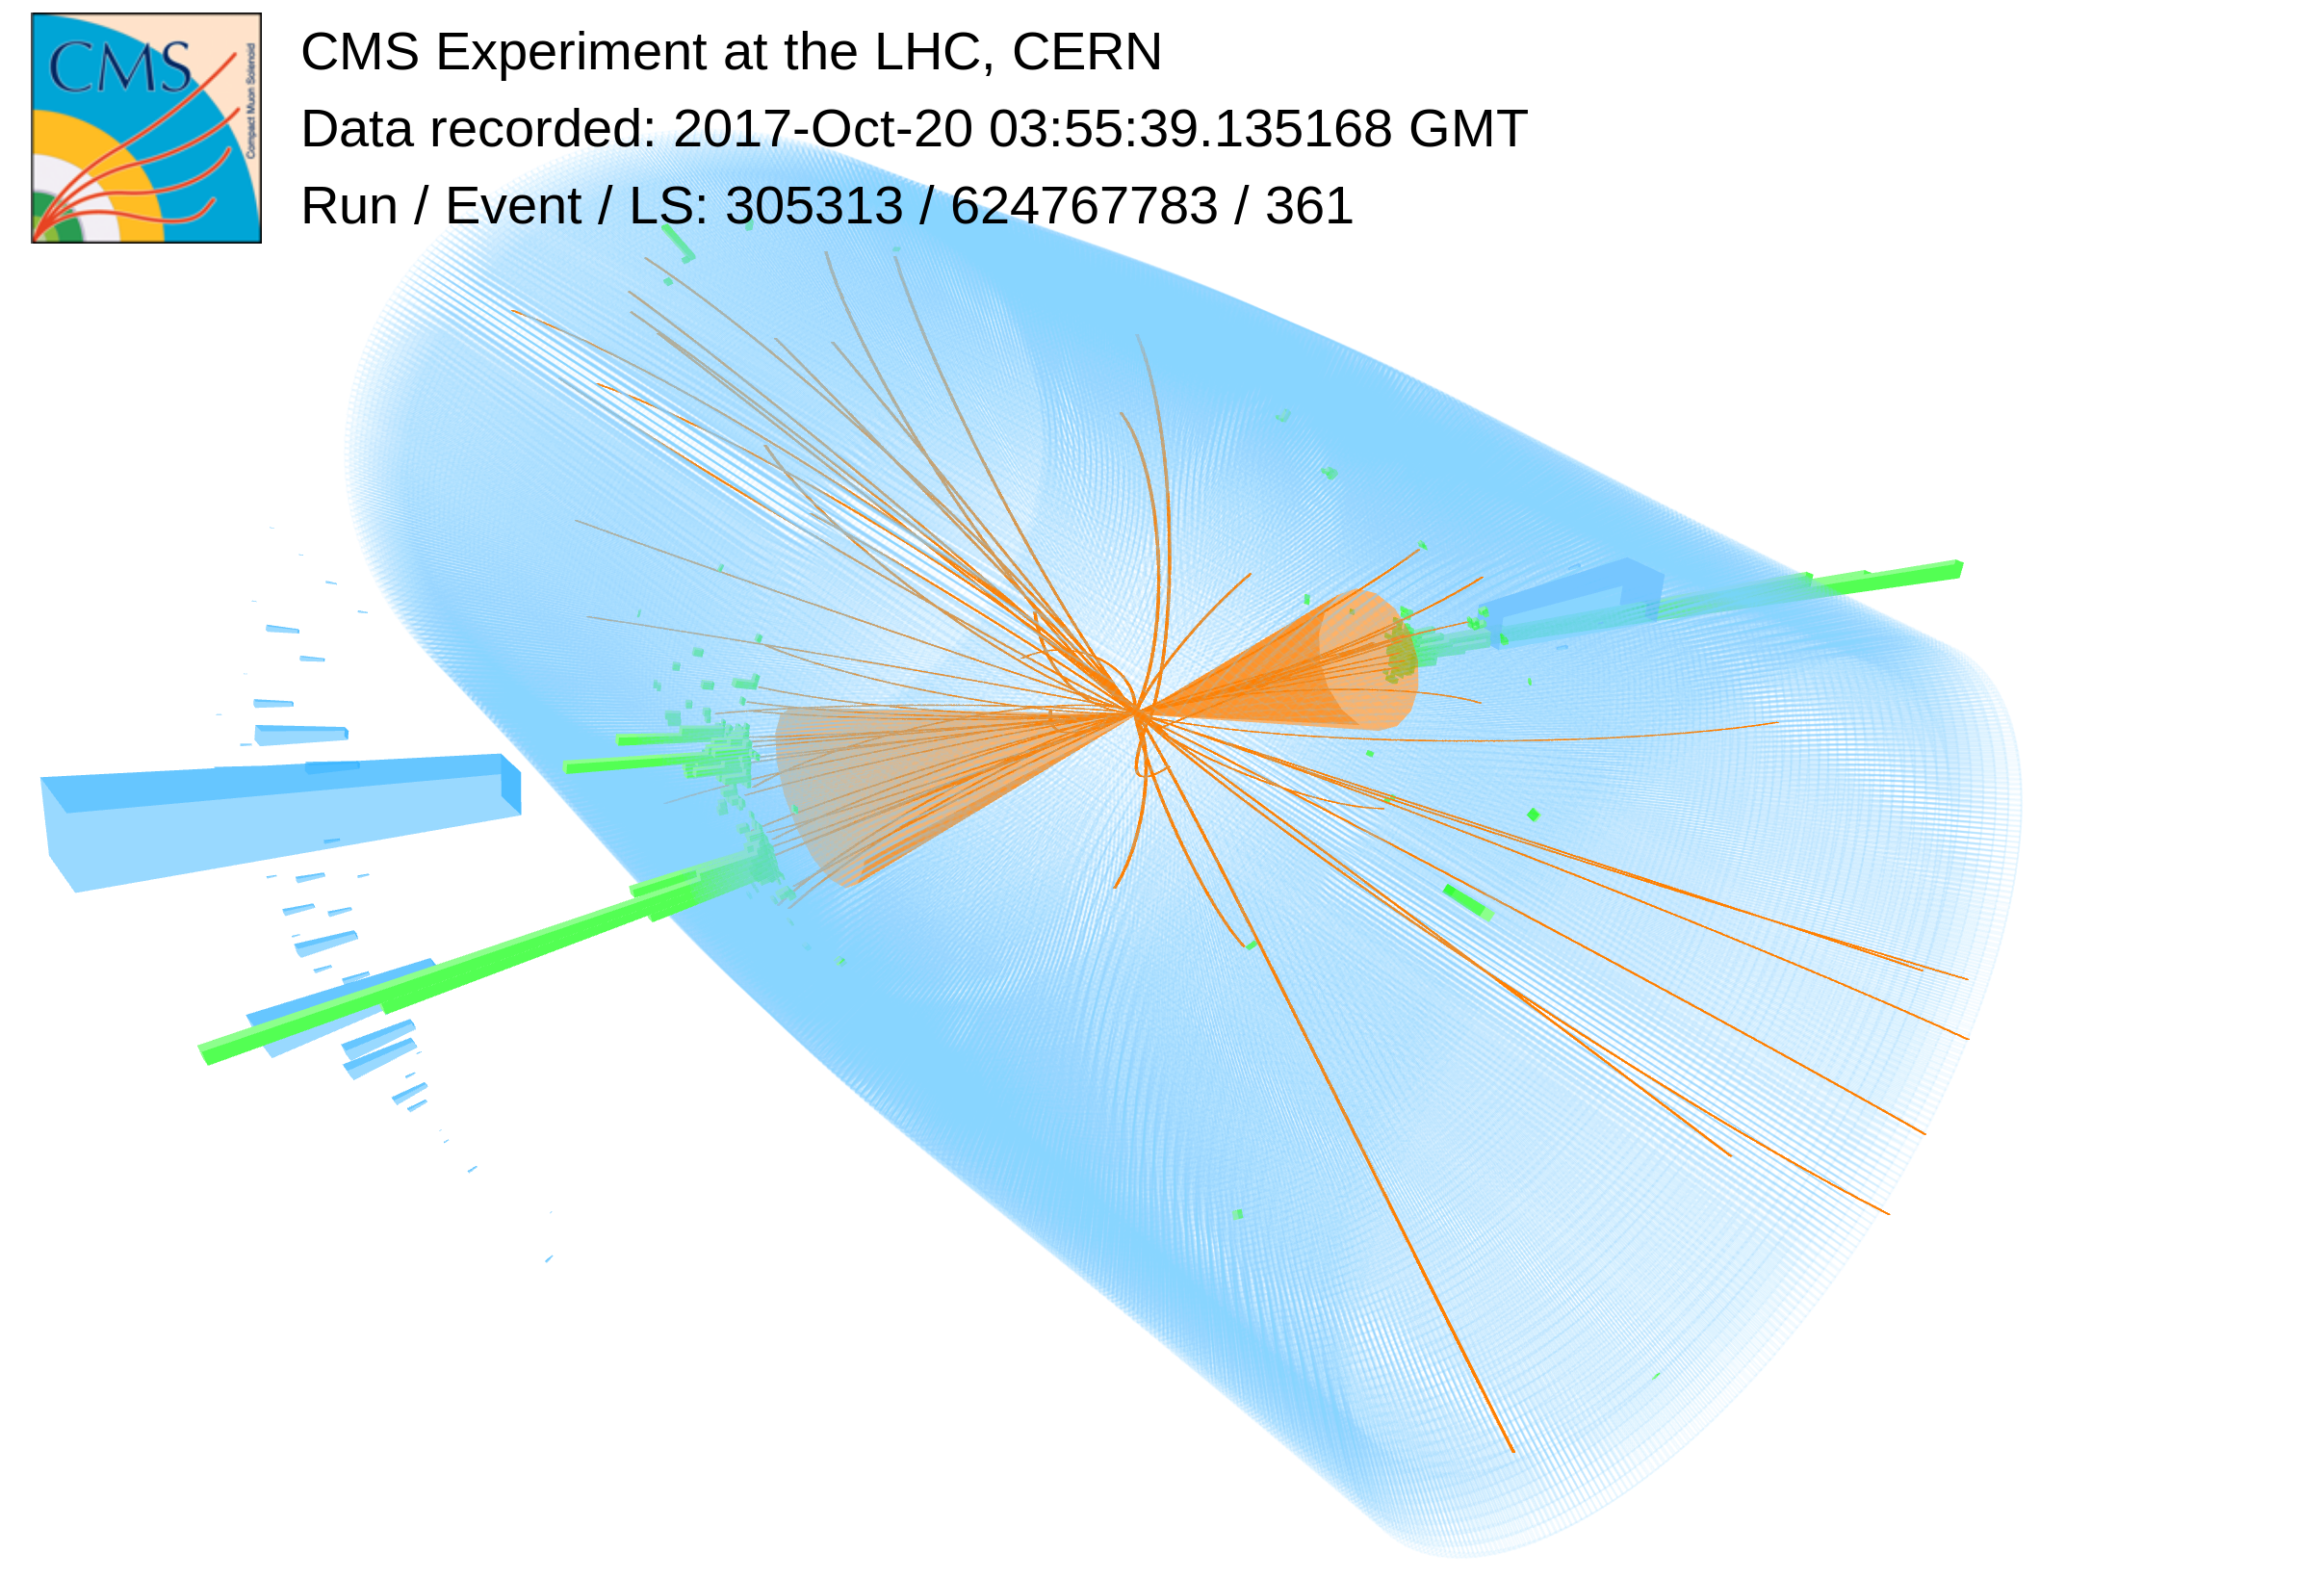 CMS
Compact Muon Solenoid
CMS Experiment at the LHC, CERN
Data recorded: 2017-Oct-20 03:55:39.135168 GMT
Run / Event / LS: 305313 / 624767783 / 361